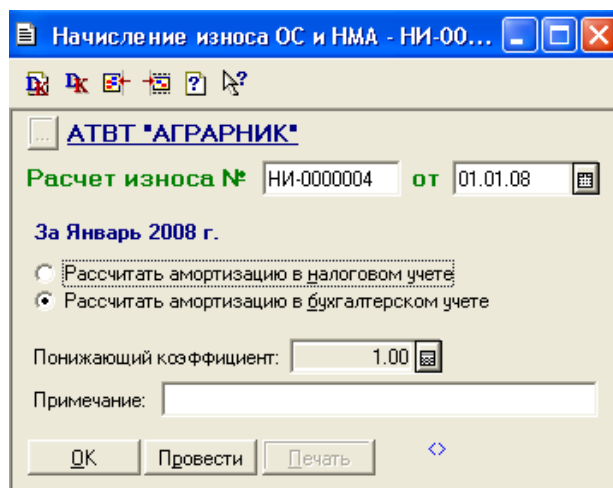 Начисление износа ОС и НМА - НИ-00...
АТВТ "АГРАРНИК"
Расчет износа № НИ-0000004 от 01.01.08
За Январь 2008 г.
Рассчитать амортизацию в налоговом учете
Рассчитать амортизацию в бухгалтерском учете
Понижающий коэффициент: 1.00
Примечание:
OK Провести Печать <>